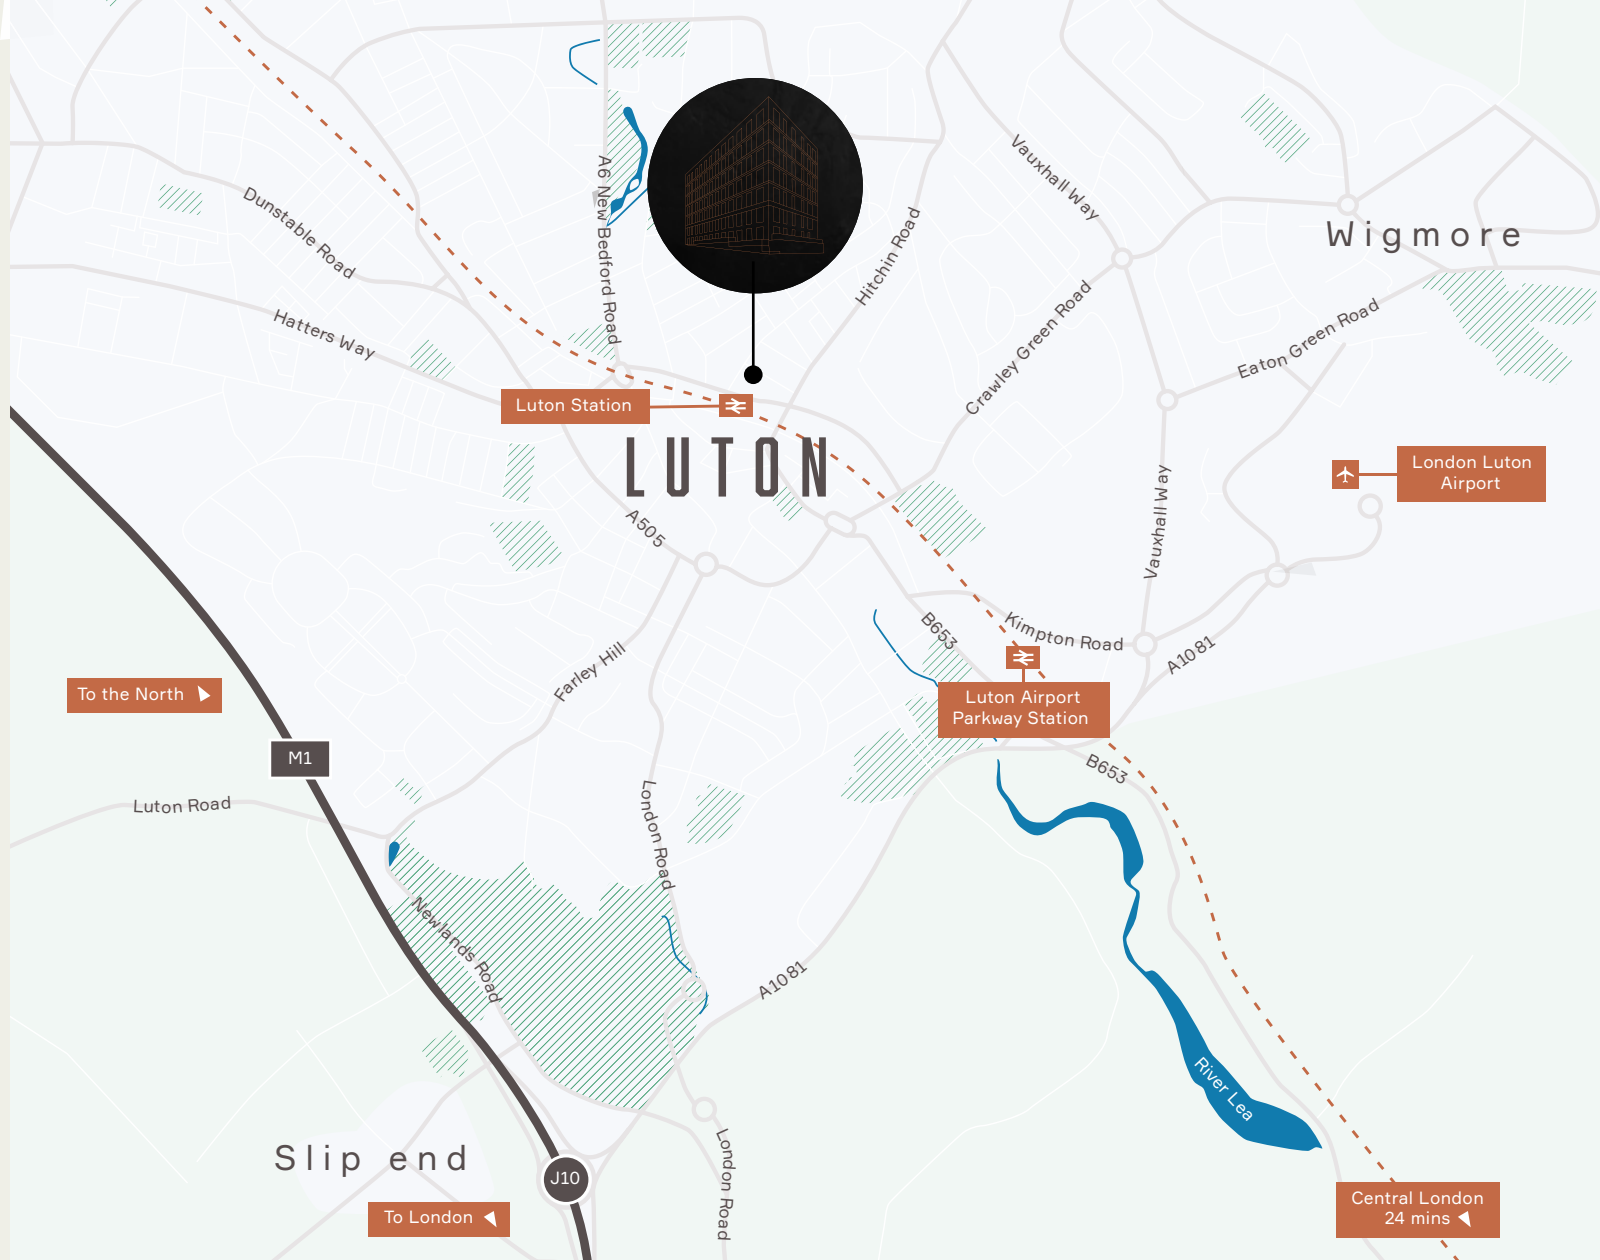 A6 New Bedford Road
Vauxhall Way
Wigmore
Dunstable Road
Hitchin Road
Hatters Way
Crawley Green Road
Eaton Green Road
Luton Station
LUTON
London Luton
Airport
A505
Vauxhall Way
B653
Kimpton Road
A1081
Farley Hill
To the North
Luton Airport
Parkway Station
M1
B653
Luton Road
London Road
Newlands Road
A1081
River Lea
Slip end
J10
London Road
To London
Central London
24 mins